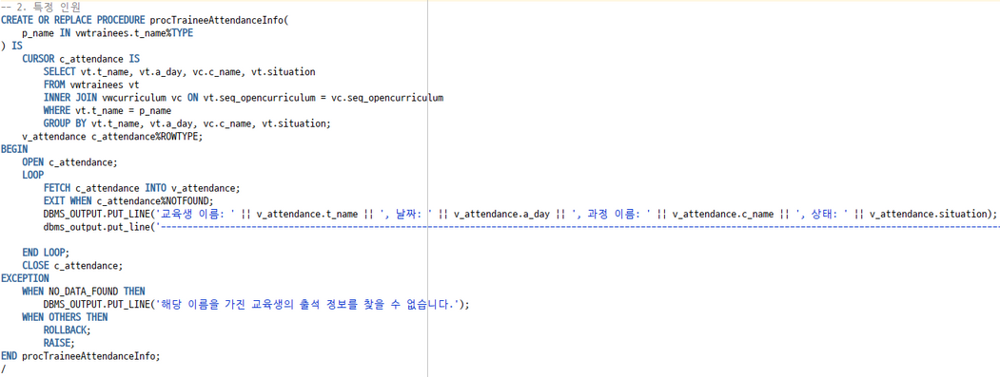 -- 2. 특정 인원
CREATE OR REPLACE PROCEDURE procTraineeAttendanceInfo(
    p_name IN vwtrainees.t_name%TYPE
) IS
    CURSOR c_attendance IS
        SELECT vt.t_name, vt.a_day, vc.c_name, vt.situation
        FROM vwtrainees vt
        INNER JOIN vwcurriculum vc ON vt.seq_opencurriculum = vc.seq_opencurriculum
        WHERE vt.t_name = p_name
        GROUP BY vt.t_name, vt.a_day, vc.c_name, vt.situation;
    v_attendance c_attendance%ROWTYPE;
BEGIN
    OPEN c_attendance;
    LOOP
        FETCH c_attendance INTO v_attendance;
        EXIT WHEN c_attendance%NOTFOUND;
        DBMS_OUTPUT.PUT_LINE('교육생 이름: ' || v_attendance.t_name || ', 날짜: ' || v_attendance.a_day || ', 과정 이름: ' || v_attendance.c_name || ', 상태: ' || v_attendance.situation);
        dbms_output.put_line('--------------------------------------------------------------------------------------------------------------------------------------------------------------
    END LOOP;
    CLOSE c_attendance;
EXCEPTION
    WHEN NO_DATA_FOUND THEN
        DBMS_OUTPUT.PUT_LINE('해당 이름을 가진 교육생의 출석 정보를 찾을 수 없습니다.');
    WHEN OTHERS THEN
        ROLLBACK;
        RAISE;
END procTraineeAttendanceInfo;
/